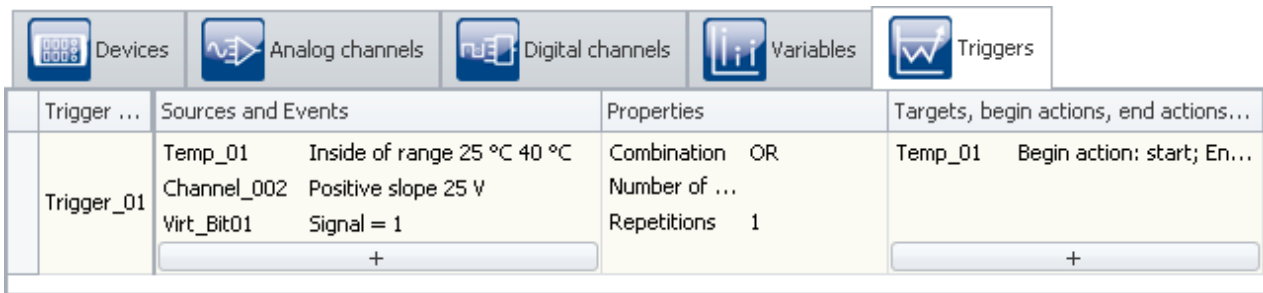 Devices Analog channels Digital channels Variables Triggers
Trigger ... Sources and Events Properties Targets, begin actions, end actions...
Temp_01 Inside of range 25 °C 40 °C Combination OR Temp_01 Begin action: start; En...
Channel_002 Positive slope 25 V Number of ...
Trigger_01
Virt_Bit01 Signal = 1 Repetitions 1
+ +